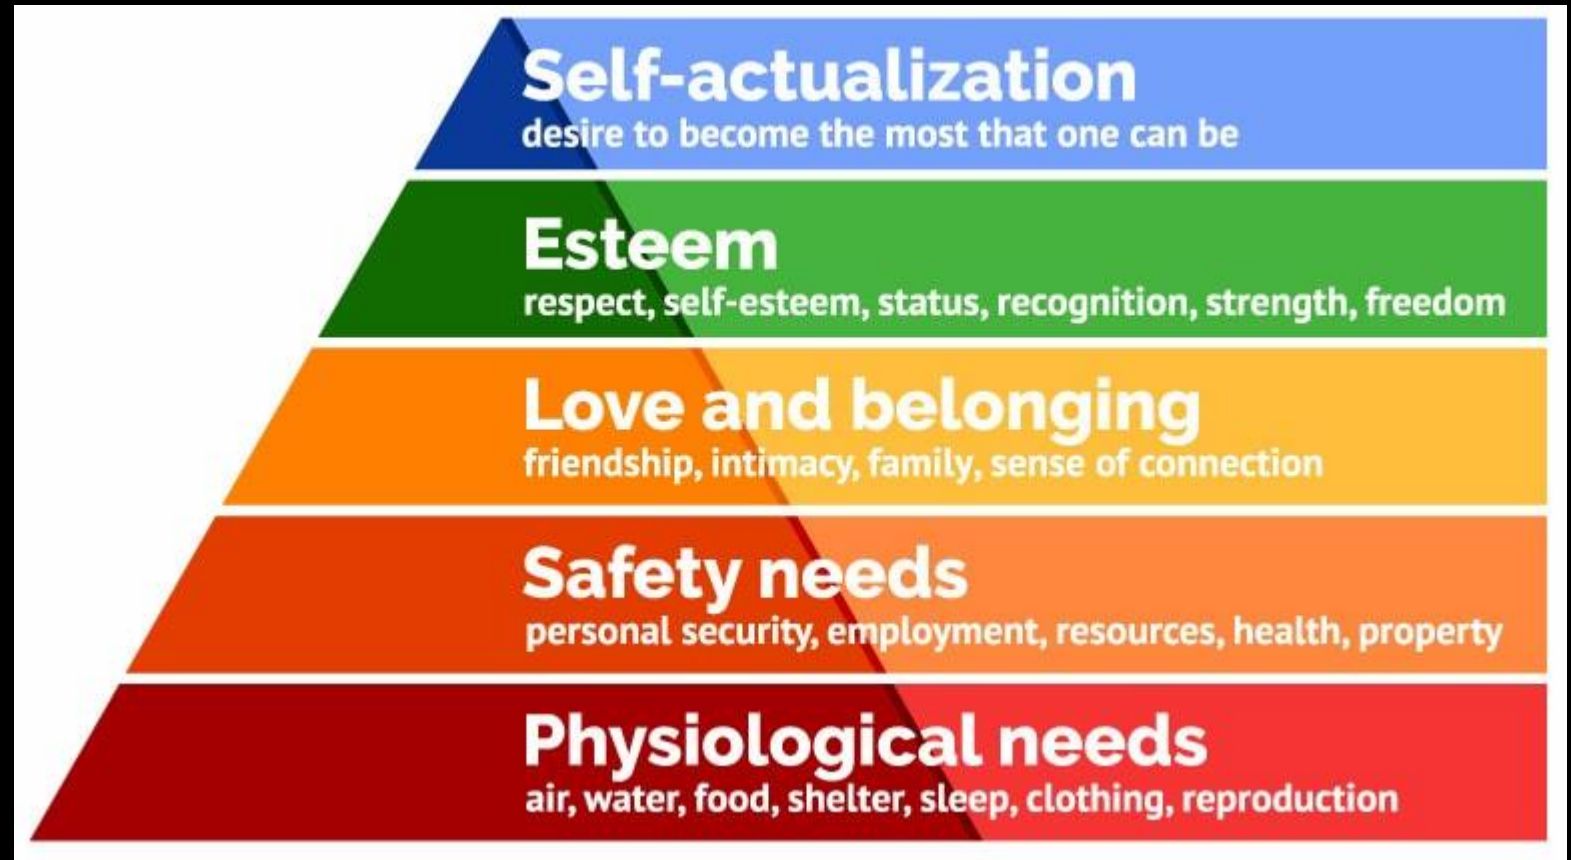 Self-actualization
desire to become the most that one can be
Esteem
respect, self-esteem, status, recognition, strength, freedom
Love and belonging
friendship, intimacy, family, sense of connection
Safety needs
personal security, employment, resources, health, property
Physiological needs
air, water, food, shelter, sleep, clothing, reproduction